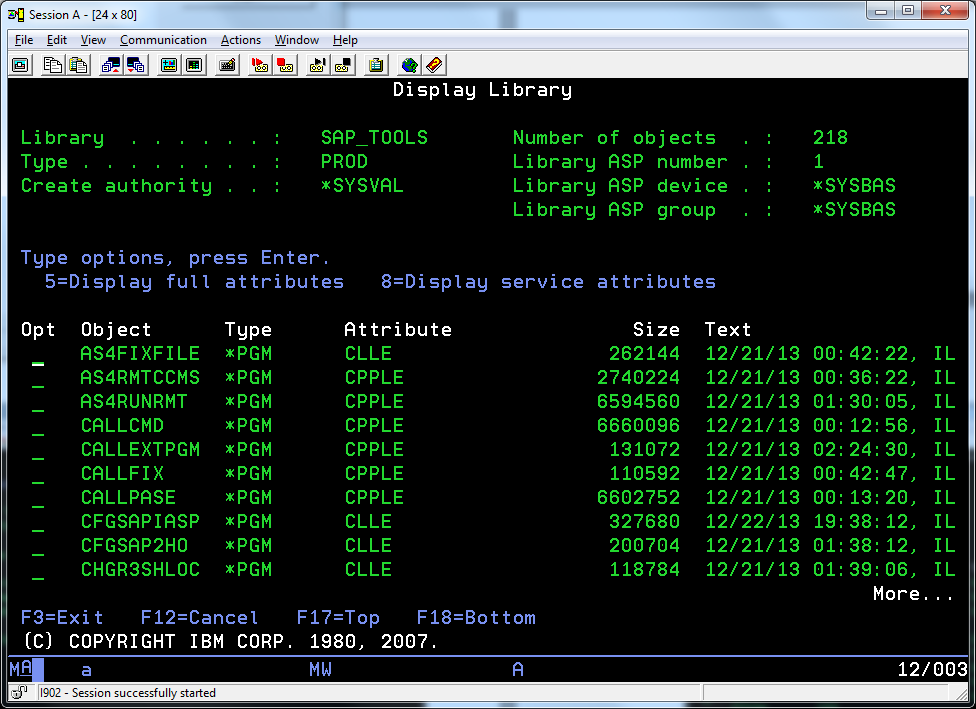 Session A - [24 x 80]
File Edit View Communication Actions Window Help
Display Library
Library . . . . . . : SAP_TOOLS Number of objects . : 218
Type . . . . . . . . : PROD Library ASP number . : 1
Create authority . . : *SYSVAL Library ASP device . : *SYSBAS
Library ASP group . : *SYSBAS
Type options, press Enter.
5=Display full attributes 8=Display service attributes
Opt Object Type Attribute Size Text
_ AS4FIXFILE *PGM CLLE 262144 12/21/13 00:42:22, IL
_ AS4RMTCCMS *PGM CPPLE 2740224 12/21/13 00:36:22, IL
_ AS4RUNRMT *PGM CPPLE 6594560 12/21/13 01:30:05, IL
_ CALLCMD *PGM CPPLE 6660096 12/21/13 00:12:56, IL
_ CALLEXTPGM *PGM CPPLE 131072 12/21/13 02:24:30, IL
_ CALLFIX *PGM CPPLE 110592 12/21/13 00:42:47, IL
_ CALLPASE *PGM CPPLE 6602752 12/21/13 00:13:20, IL
_ CFGSAPIASP *PGM CLLE 327680 12/22/13 19:38:12, IL
_ CFGSAP2HO *PGM CLLE 200704 12/21/13 01:38:12, IL
_ CHGR3SHLOC *PGM CLLE 118784 12/21/13 01:39:06, IL
More...
F3=Exit F12=Cancel F17=Top F18=Bottom
(C) COPYRIGHT IBM CORP. 1980, 2007.
MA a MW A 12/003
I902 - Session successfully started